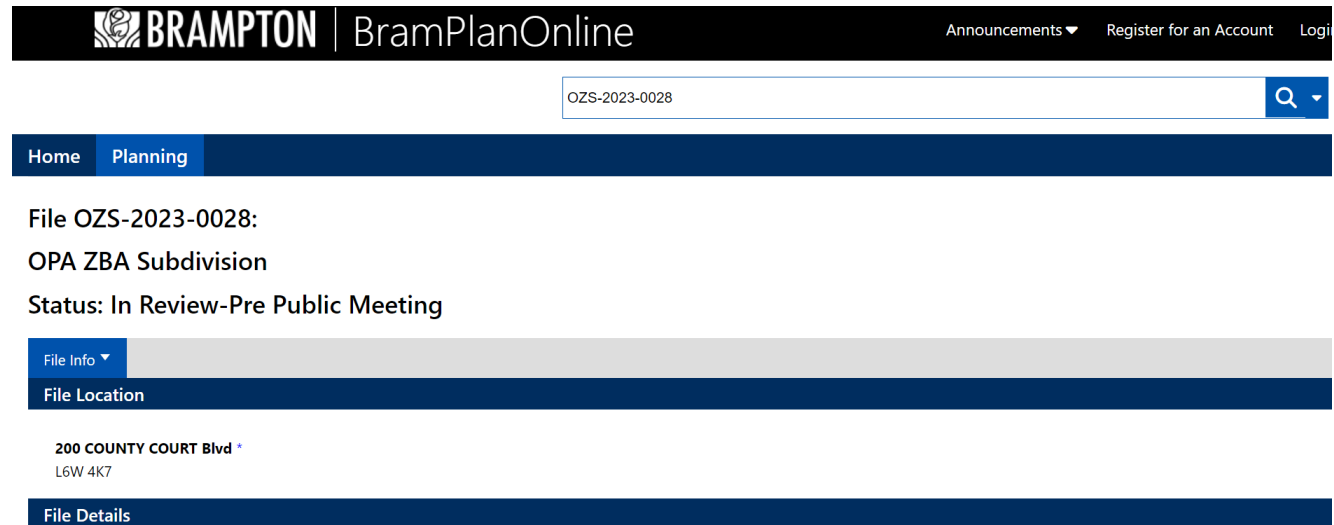 BRAMPTON | BramPlanOnline Announcements Register for an Account Login
OZS-2023-0028
Home Planning
File OZS-2023-0028:
OPA ZBA Subdivision
Status: In Review-Pre Public Meeting
File Info
File Location
200 COUNTY COURT Blvd *
L6W 4K7
File Details